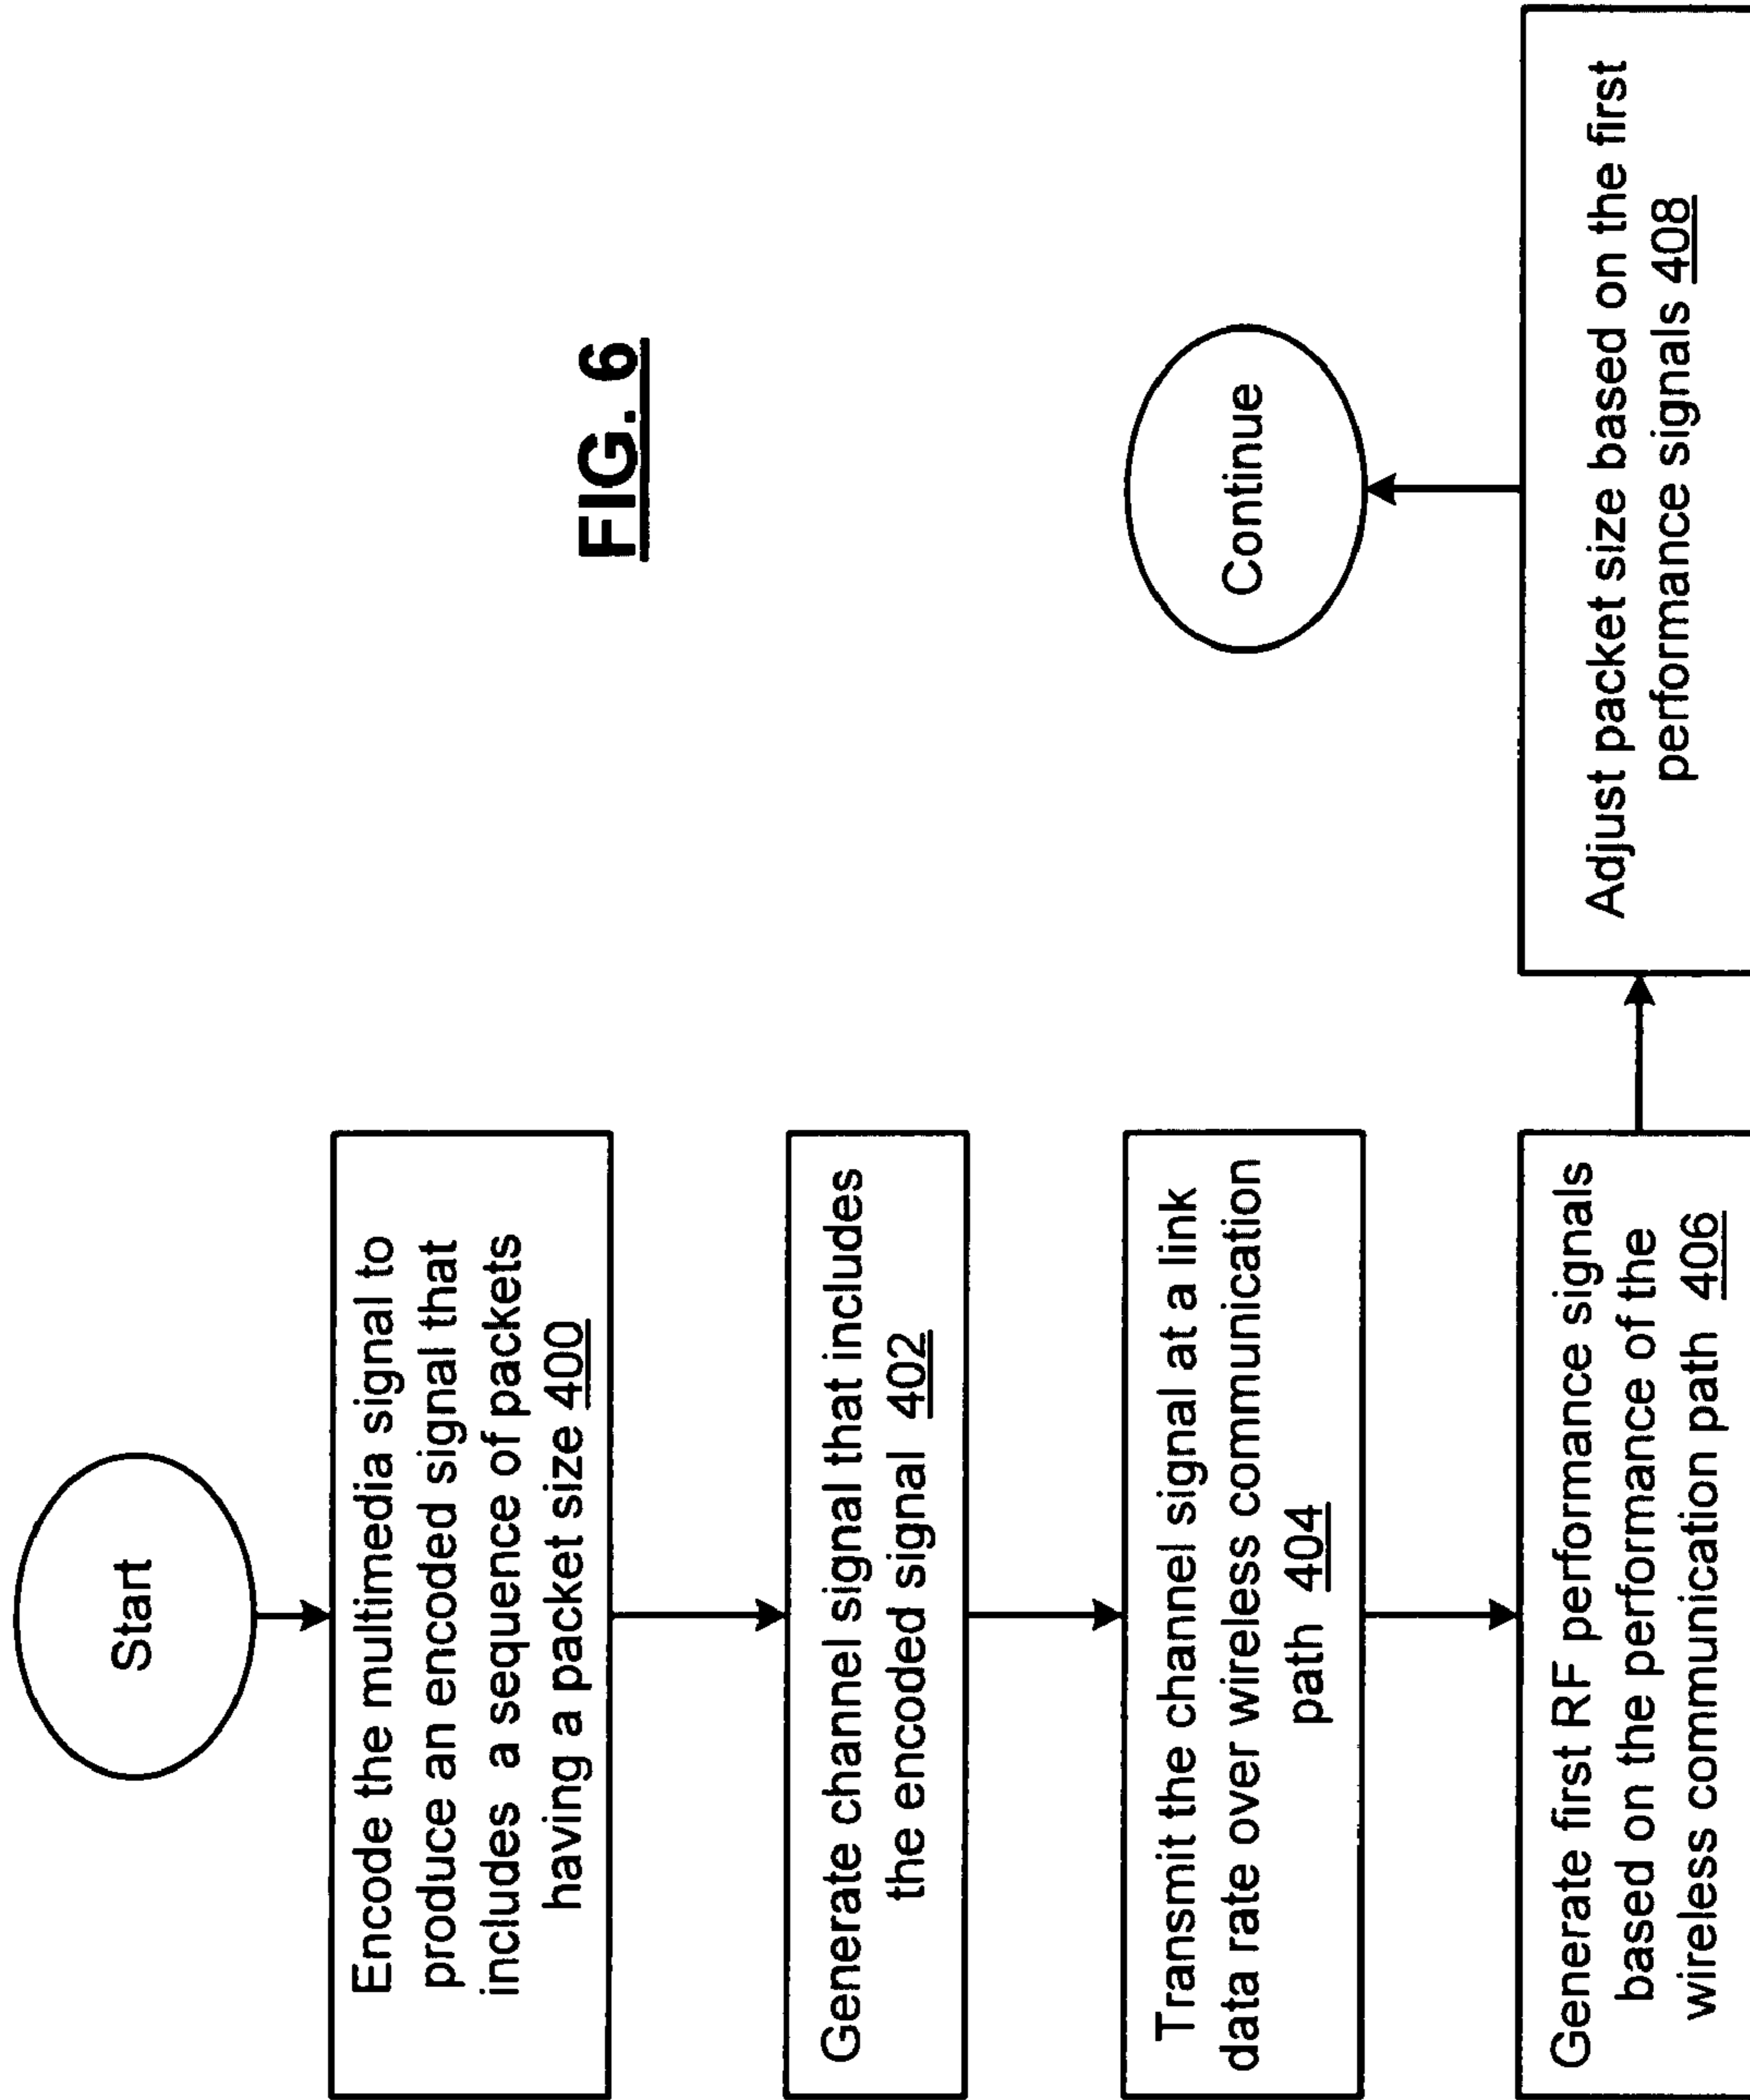 Start
Encode the multimedia signal to
produce an encoded signal that
includes a sequence of packets
having a packet size 400
Generate channel signal that includes
the encoded signal 402
Transmit the channel signal at a link
data rate over wireless communication
path 404
Generate first RF performance signals
based on the performance of the
wireless communication path 406
Adjust packet size based on the first
performance signals 408
Continue
FIG. 6